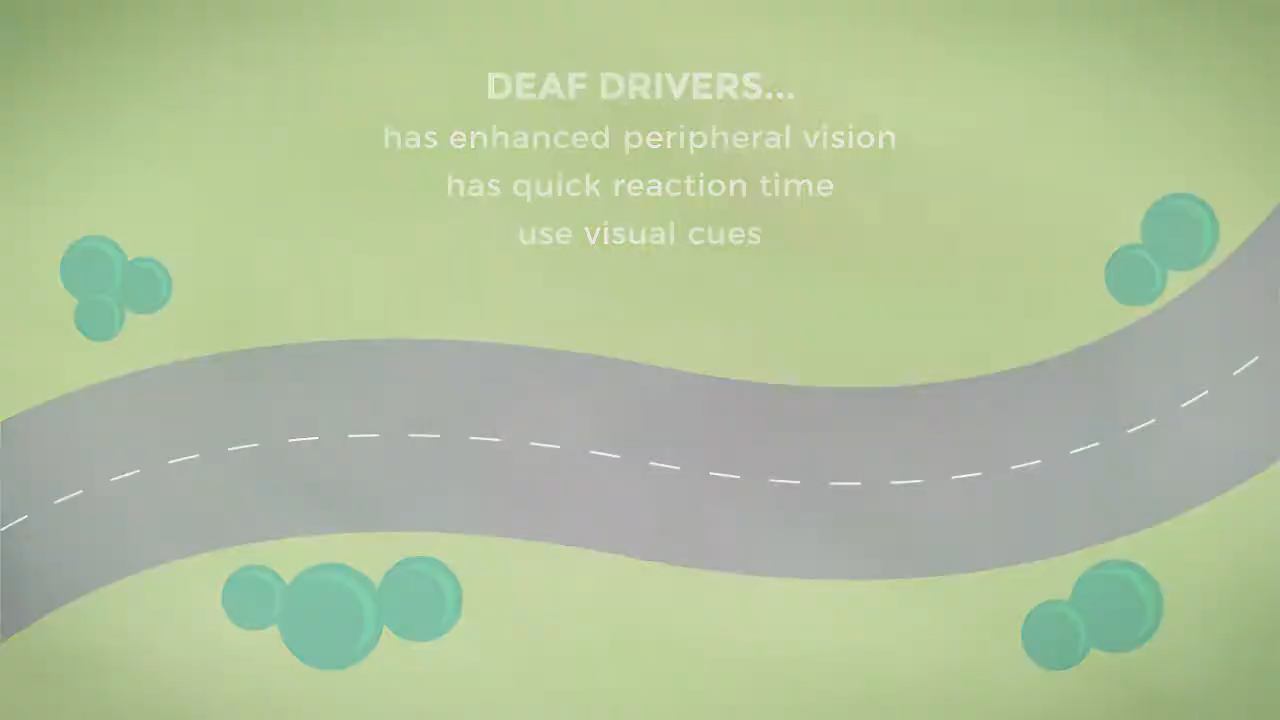 DEAF DRIVERS...
has enhanced peripheral vision
has quick reaction time
use visual cues